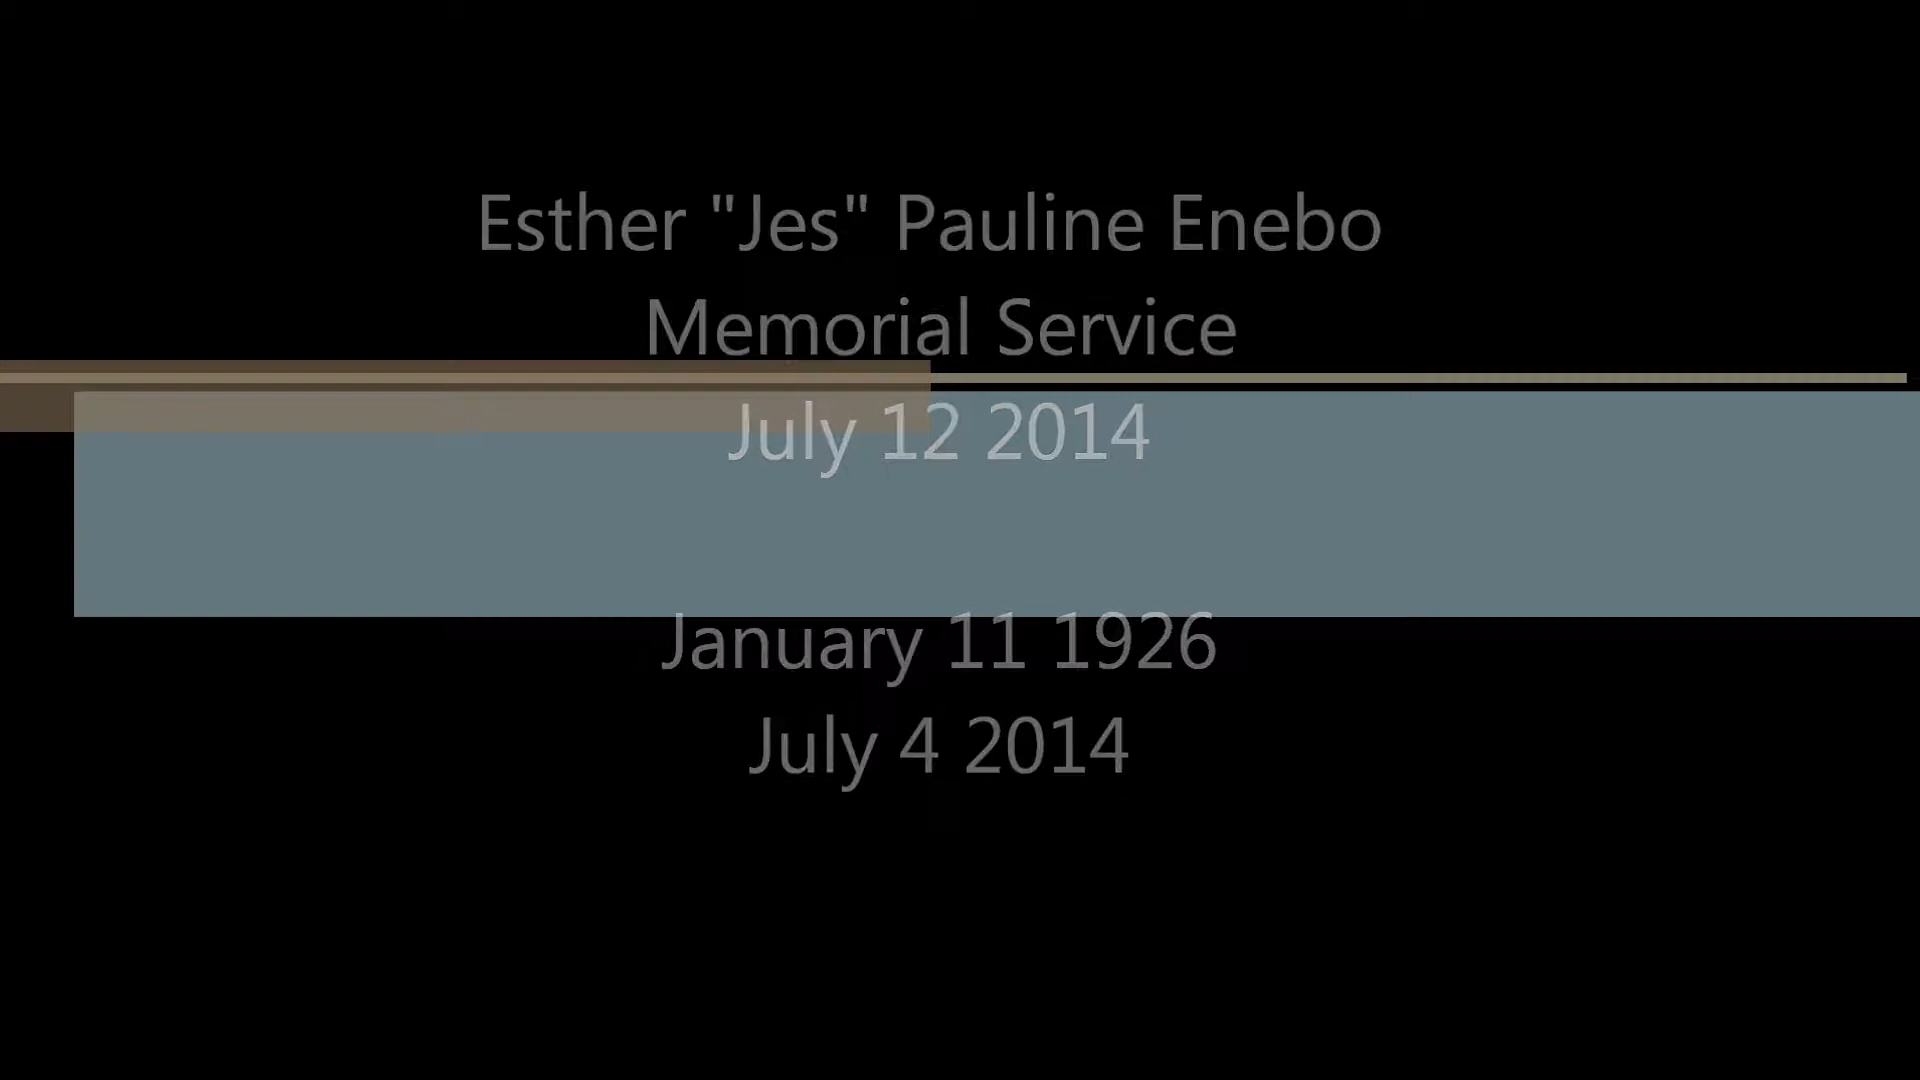 Esther "Jes" Pauline Enebo
Memorial Service
July 12 2014
January 11 1926
July 4 2014